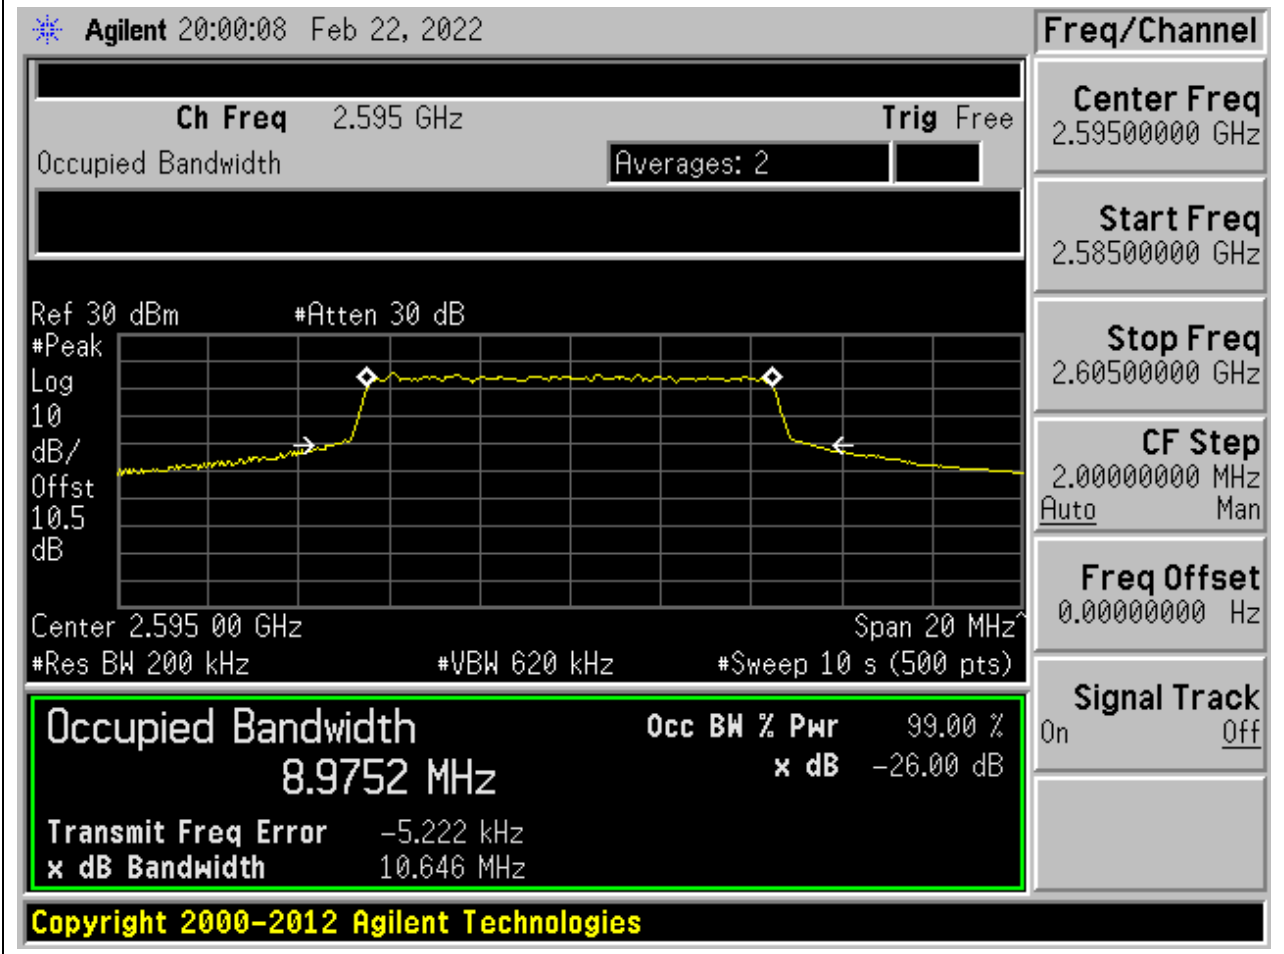 Agilent 20:00:08 Feb 22, 2022
Freq/Channel
Ch Freq 2.595 GHz
Trig Free
Occupied Bandwidth
Averages: 2
Center Freq
2.59500000 GHz
Start Freq
2.58500000 GHz
Stop Freq
2.60500000 GHz
CF Step
2.00000000 MHz
Auto Man
Freq Offset
0.00000000 Hz
Signal Track
On Off
Ref 30 dBm #Atten 30 dB
#Peak
Log
10
dB/
Offst
10.5
dB
Center 2.595 00 GHz Span 20 MHz^
#Res BW 200 kHz #VBW 620 kHz #Sweep 10 s (500 pts)
Occupied Bandwidth
8.9752 MHz
Occ BW % Pwr 99.00 %
x dB -26.00 dB
Transmit Freq Error -5.222 kHz
x dB Bandwidth 10.646 MHz
Copyright 2000-2012 Agilent Technologies